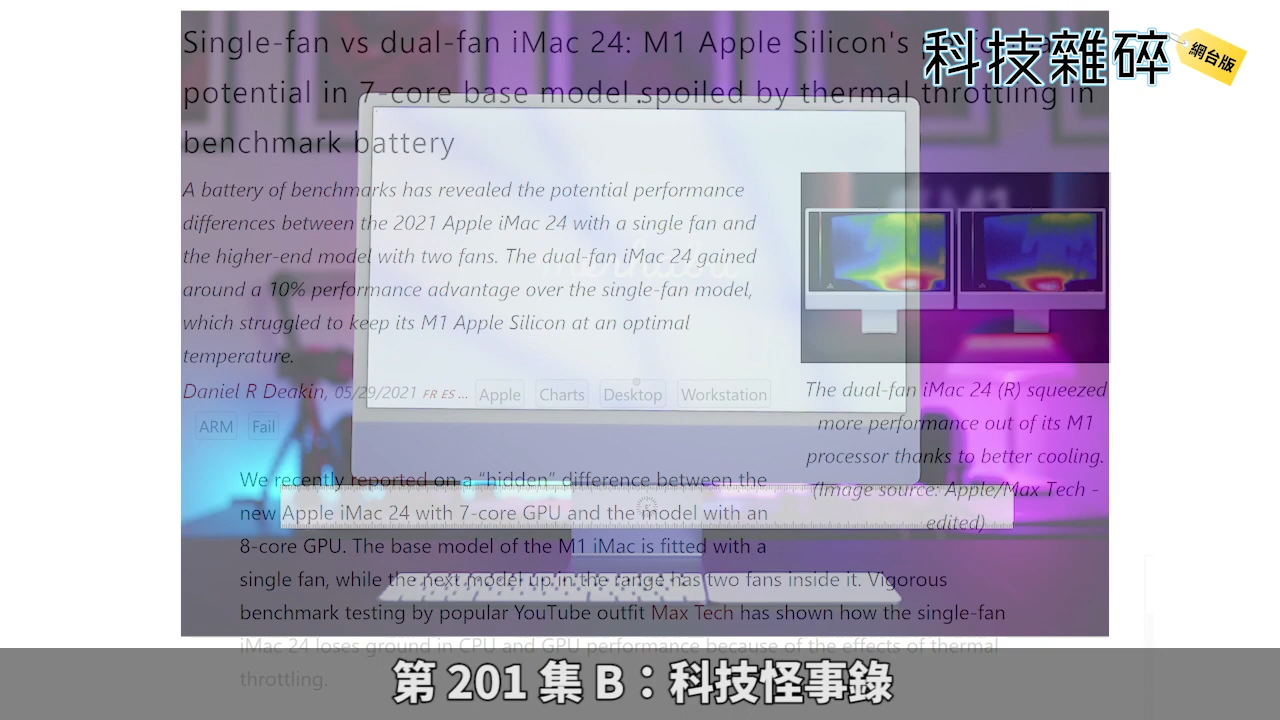 科技雜碎
網台版
Single-fan vs dual-fan iMac 24: M1 Apple Silicon's
potential in 7-core base model spoiled by thermal throttling in
benchmark battery
A battery of benchmarks has revealed the potential performance
differences between the 2021 Apple iMac 24 with a single fan and
the higher-end model with two fans. The dual-fan iMac 24 gained
around a 10% performance advantage over the single-fan model,
which struggled to keep its M1 Apple Silicon at an optimal
temperature.
Daniel R Deakin, 05/29/2021 FR ES ...
Apple Charts Desktop Workstation
ARM Fail
The dual-fan iMac 24 (R) squeezed
more performance out of its M1
processor thanks to better cooling.
(Image source: Apple/Max Tech -
edited)
We recently reported on a "hidden" difference between the
new Apple iMac 24 with 7-core GPU and the model with an
8-core GPU. The base model of the M1 iMac is fitted with a
single fan, while the next model up in the range has two fans inside it. Vigorous
benchmark testing by popular YouTube outfit Max Tech has shown how the single-fan
iMac 24 loses ground in CPU and GPU performance because of the effects of thermal
throttling.
第 201 集 B：科技怪事錄